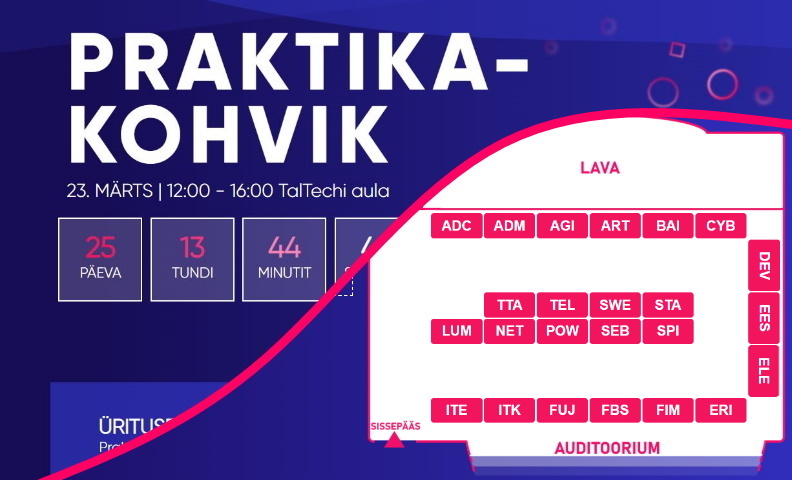 PRAKTIKA-
KOHVIK
23. MÄRTS | 12:00 - 16:00 TalTechi aula
25 13 44
PÄEVA TUNDI MINUTIT
LAVA
ADC ADM AGI ART BAI CYB
DEV
EES
ELE
TTA TEL SWE STA
LUM NET POW SEB SPI
ITE ITK FUJ FBS FIM ERI
SISSEPÄÄS
AUDITOORIUM